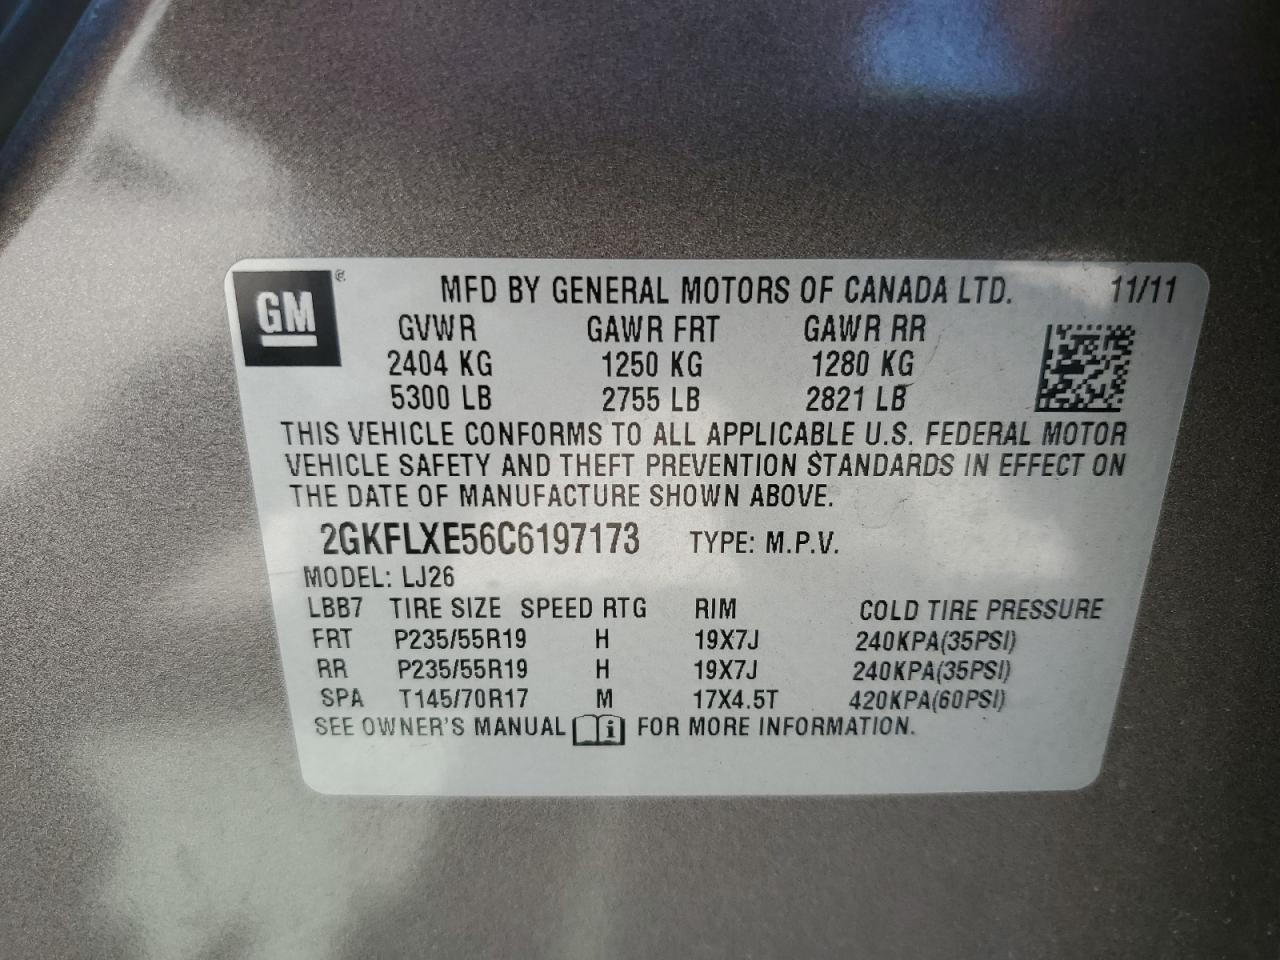 GM ® MFD BY GENERAL MOTORS OF CANADA LTD. 11/11
GVWR GAWR FRT GAWR RR
2404 KG 1250 KG 1280 KG
5300 LB 2755 LB 2821 LB
THIS VEHICLE CONFORMS TO ALL APPLICABLE U.S. FEDERAL MOTOR
VEHICLE SAFETY AND THEFT PREVENTION STANDARDS IN EFFECT ON
THE DATE OF MANUFACTURE SHOWN ABOVE.
2GKFLXE56C6197173 TYPE: M.P.V.
MODEL: LJ26
LBB7 TIRE SIZE SPEED RTG RIM COLD TIRE PRESSURE
FRT P235/55R19 H 19X7J 240KPA(35PSI)
RR P235/55R19 H 19X7J 240KPA(35PSI)
SPA T145/70R17 M 17X4.5T 420KPA(60PSI)
SEE OWNER'S MANUAL i FOR MORE INFORMATION.